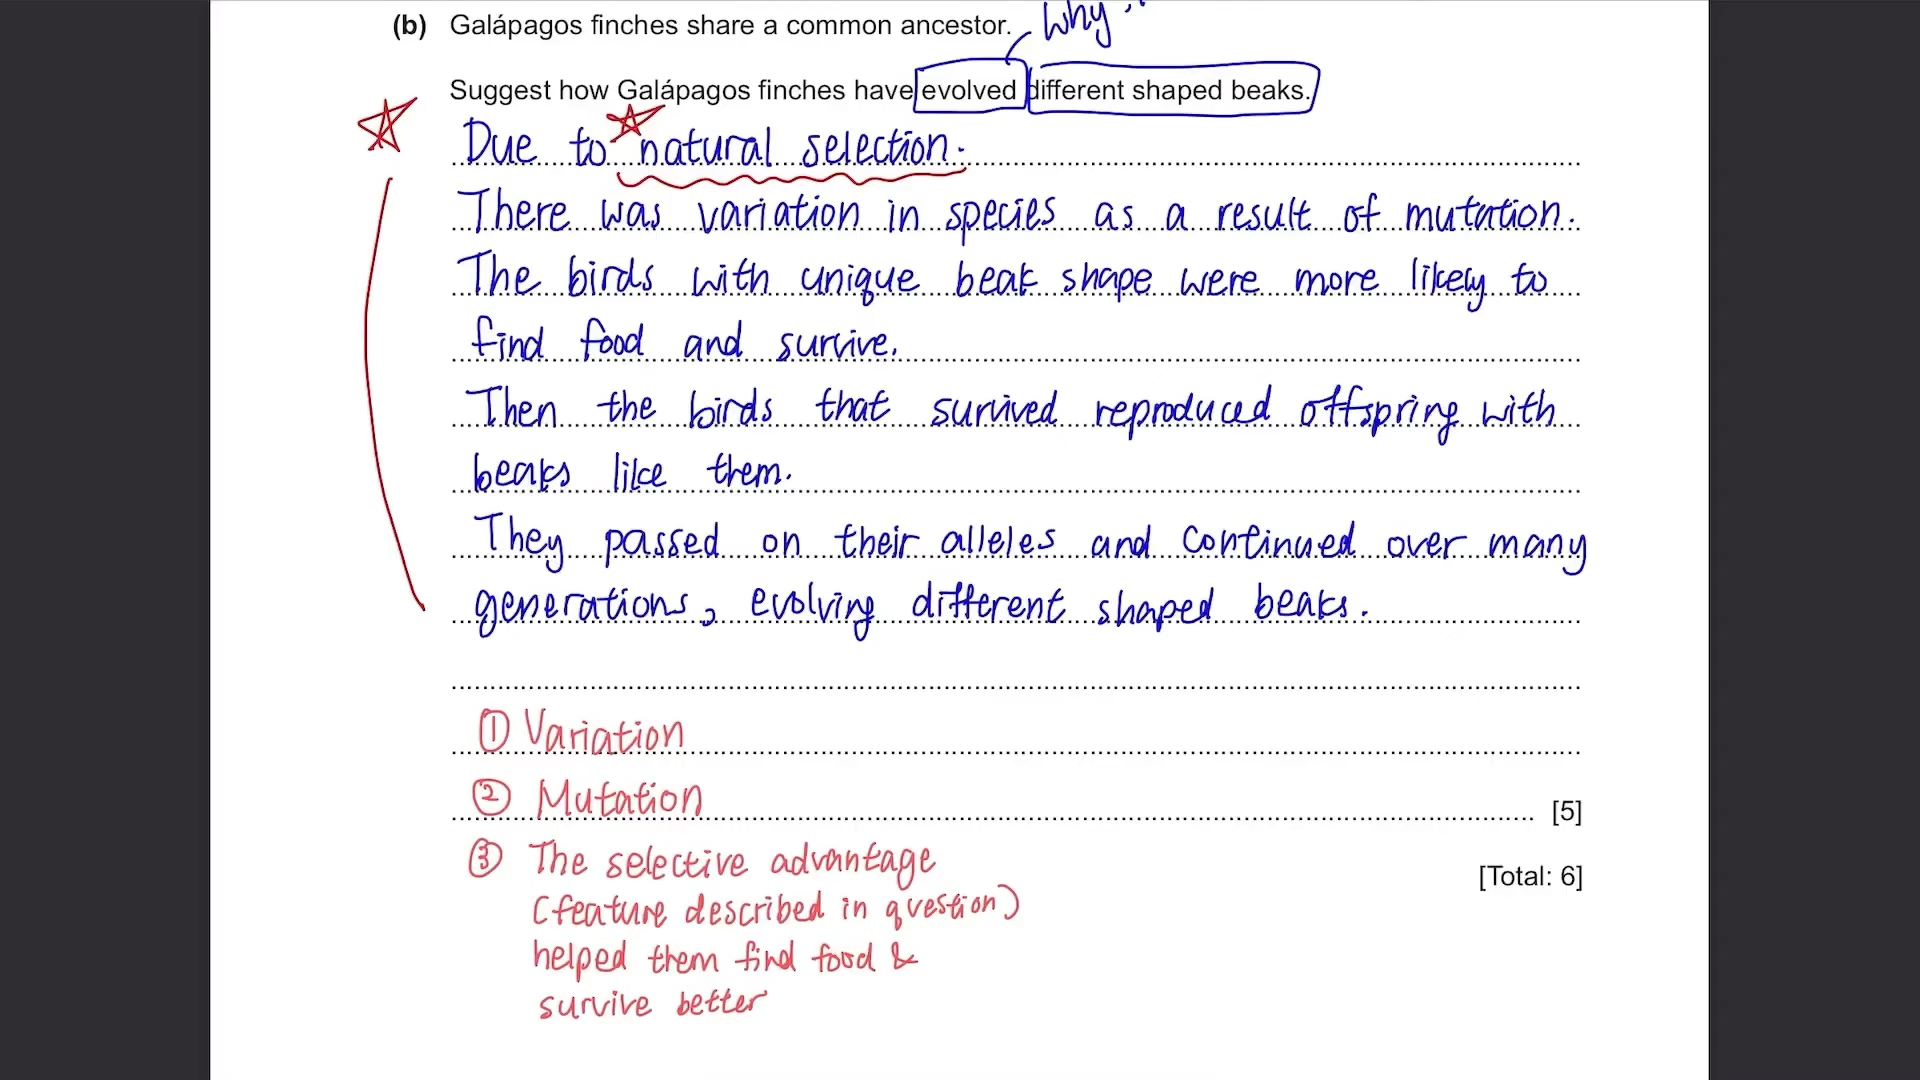 (b) Galápagos finches share a common ancestor.
Why
Suggest how Galápagos finches have evolved different shaped beaks.
Due to natural selection.
There was variation in species as a result of mutation.
The birds with unique beak shape were more likely to
find food and survive.
Then the birds that survived reproduced offspring with
beaks like them.
They passed on their alleles and continued over many
generations, evolving different shaped beaks.
① Variation
② Mutation
[5]
③ The selective advantage
[Total: 6]
(feature described in question)
helped them find food &
survive better